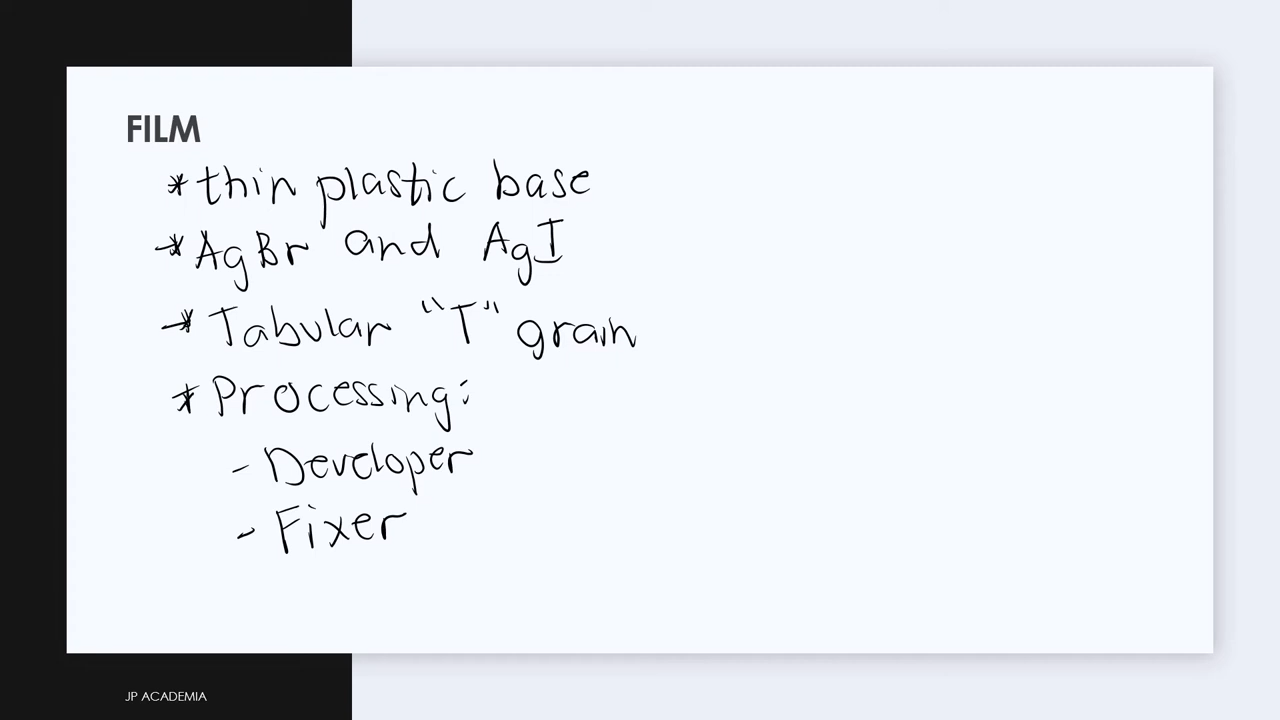 FILM
* thin plastic base
* AgBr and AgI
* Tabular "T" grain
* Processing:
- Developer
- Fixer
JP ACADEMIA